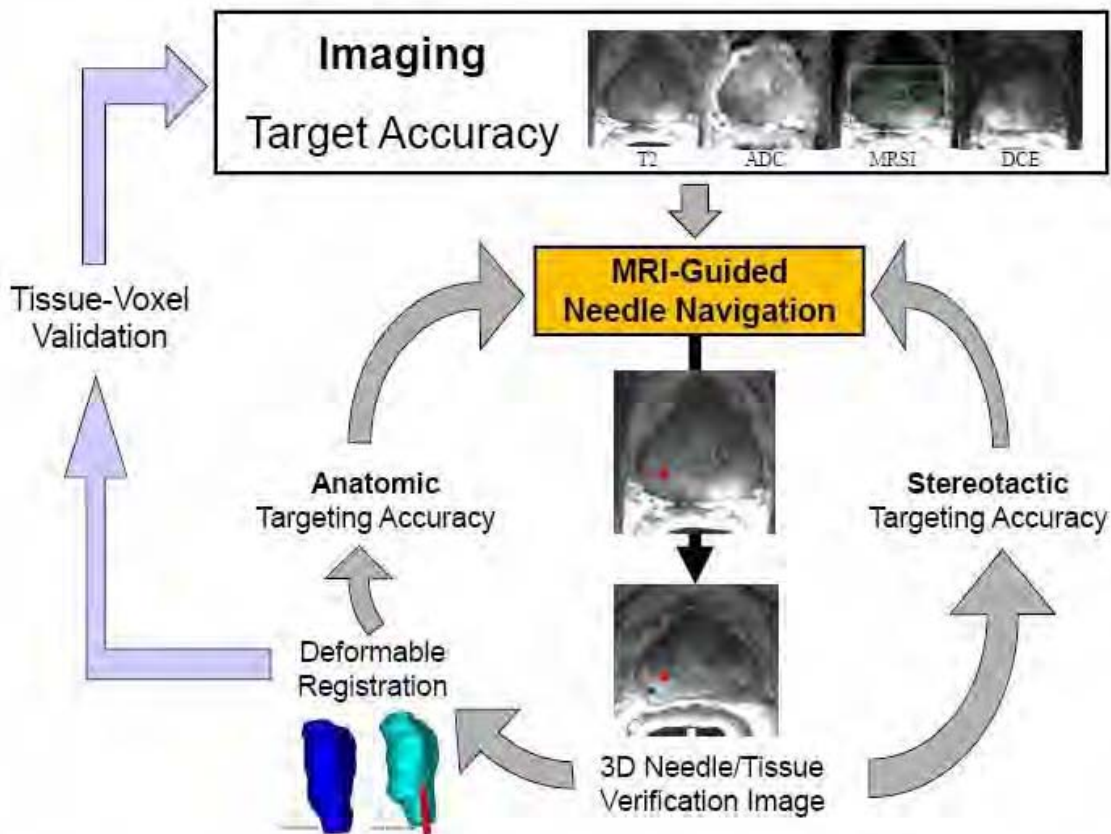 Imaging
Target Accuracy
T2
ADC
MRSI
DCE
MRI-Guided
Needle Navigation
Tissue-Voxel
Validation
Anatomic
Targeting Accuracy
Stereotactic
Targeting Accuracy
Deformable
Registration
3D Needle/Tissue
Verification Image